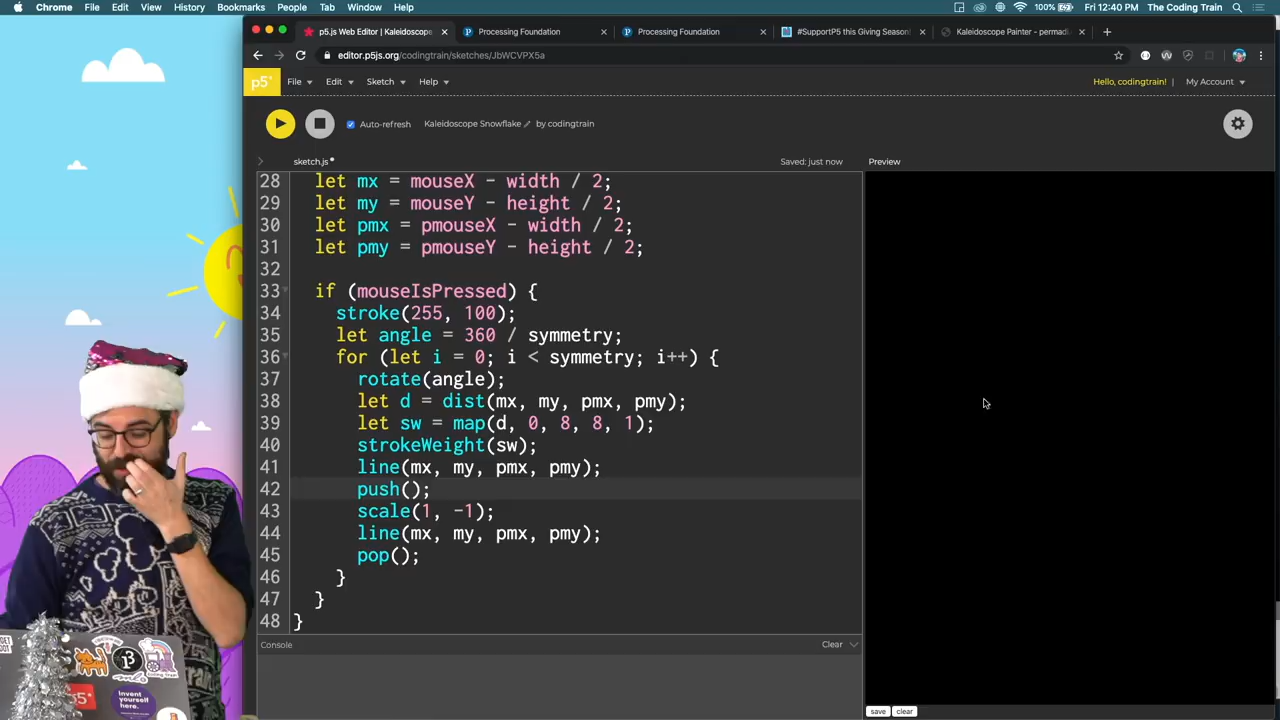 Chrome File Edit View History Bookmarks People Tab Window Help 100% Fri 12:40 PM The Coding Train
p5.js Web Editor | Kaleidoscope Processing Foundation Processing Foundation #SupportP5 this Giving Season! Kaleidoscope Painter - permadi
editor.p5js.org/codingtrain/sketches/JbWCVPX5a
p5* File Edit Sketch Help Hello, codingtrain! My Account
Auto-refresh Kaleidoscope Snowflake by codingtrain
sketch.js Saved: just now Preview
28 let mx = mouseX - width / 2;
29 let my = mouseY - height / 2;
30 let pmx = pmouseX - width / 2;
31 let pmy = pmouseY - height / 2;
32
33 if (mouseIsPressed) {
34 stroke(255, 100);
35 let angle = 360 / symmetry;
36 for (let i = 0; i < symmetry; i++) {
37 rotate(angle);
38 let d = dist(mx, my, pmx, pmy);
39 let sw = map(d, 0, 8, 8, 1);
40 strokeWeight(sw);
41 line(mx, my, pmx, pmy);
42 push();
43 scale(1, -1);
44 line(mx, my, pmx, pmy);
45 pop();
46 }
47 }
48 }
Console Clear
save clear
Invent
yourself
here.